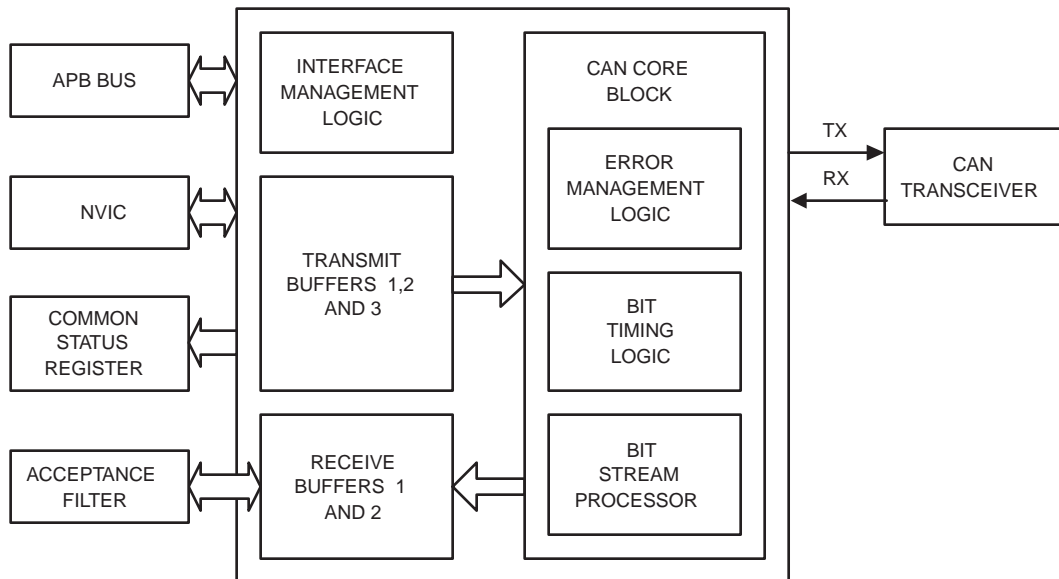 APB BUS
NVIC
COMMON
STATUS
REGISTER
ACCEPTANCE
FILTER
INTERFACE
MANAGEMENT
LOGIC
TRANSMIT
BUFFERS 1,2
AND 3
RECEIVE
BUFFERS 1
AND 2
CAN CORE
BLOCK
ERROR
MANAGEMENT
LOGIC
BIT
TIMING
LOGIC
BIT
STREAM
PROCESSOR
TX
RX
CAN
TRANSCEIVER